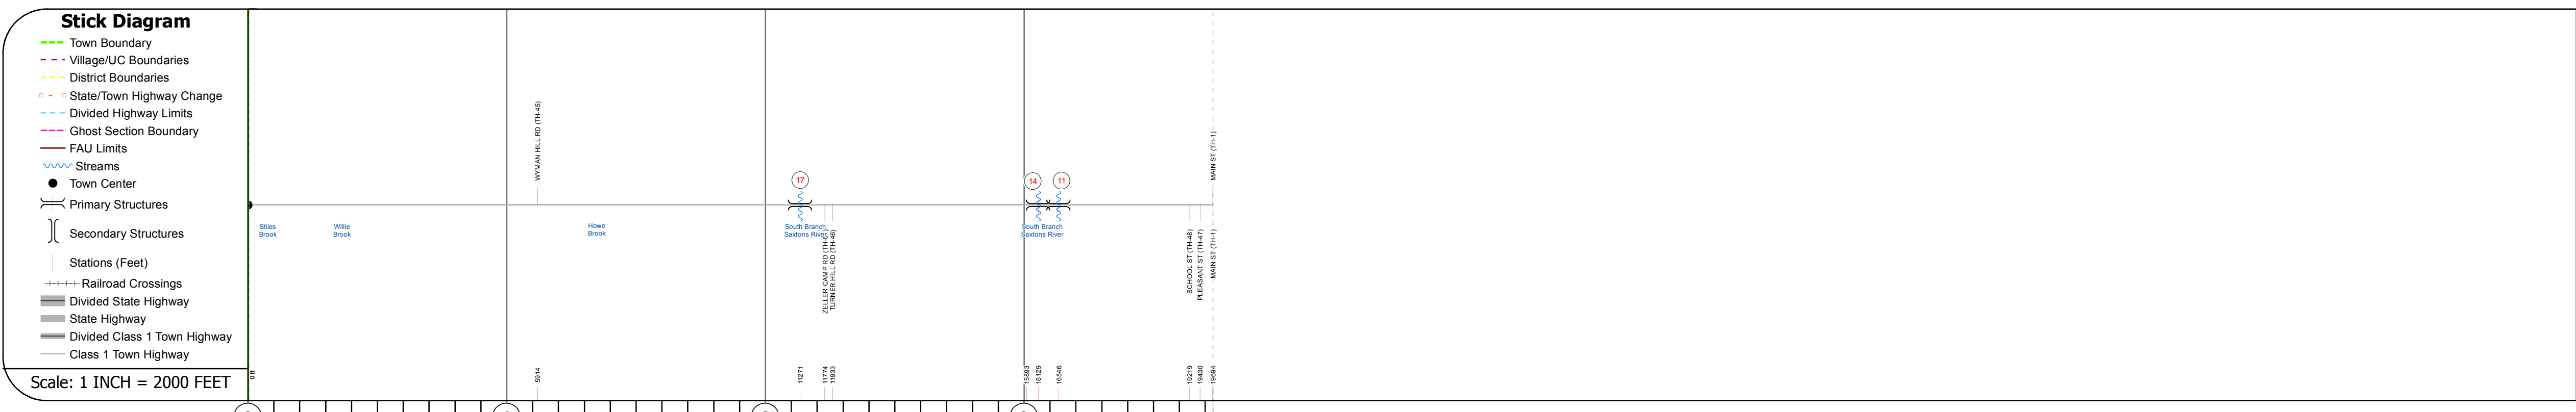 Stick Diagram
Town Boundary
Village/UC Boundaries
District Boundaries
State/Town Highway Change
Divided Highway Limits
Ghost Section Boundary
FAU Limits
Streams
Town Center
Primary Structures
Secondary Structures
Stations (Feet)
Railroad Crossings
Divided State Highway
State Highway
Divided Class 1 Town Highway
Class 1 Town Highway
Scale: 1 INCH = 2000 FEET
WYMAN HILL RD (TH-45)
MAIN ST (TH-1)
17
14
11
Stiles
Brook
Willie
Brook
Howe
Brook
South Branch
Saxtons River
South Branch
Saxtons River
ZELLER CAMP RD
TURNER HILL RD (TH-46)
SCHOOL ST (TH-48)
PLEASANT ST (TH-47)
MAIN ST (TH-1)
0 ft
5914
11271
11774
11933
15893
16129
16546
19219
19430
19694